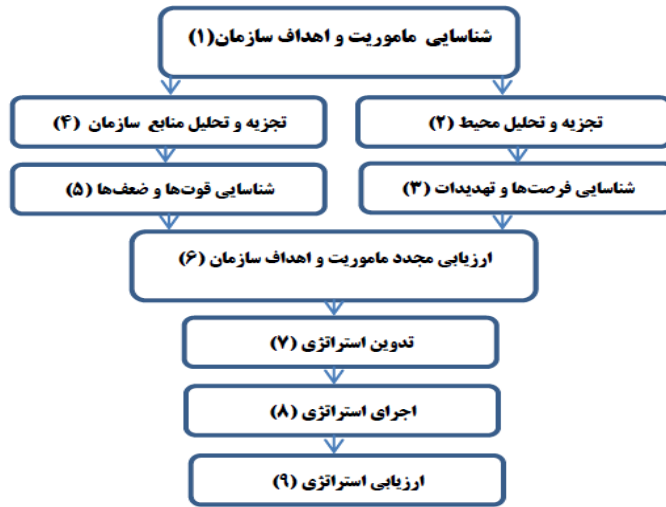 شناسایی ماموریت و اهداف سازمان(۱)
تجزیه و تحلیل محیط (۲)
تجزیه و تحلیل منابع سازمان (۴)
شناسایی فرصت‌ها و تهدیدات (۳)
شناسایی قوت‌ها و ضعف‌ها (۵)
ارزیابی مجدد ماموریت و اهداف سازمان (۶)
تدوین استراتژی (۷)
اجرای استراتژی (۸)
ارزیابی استراتژی (۹)